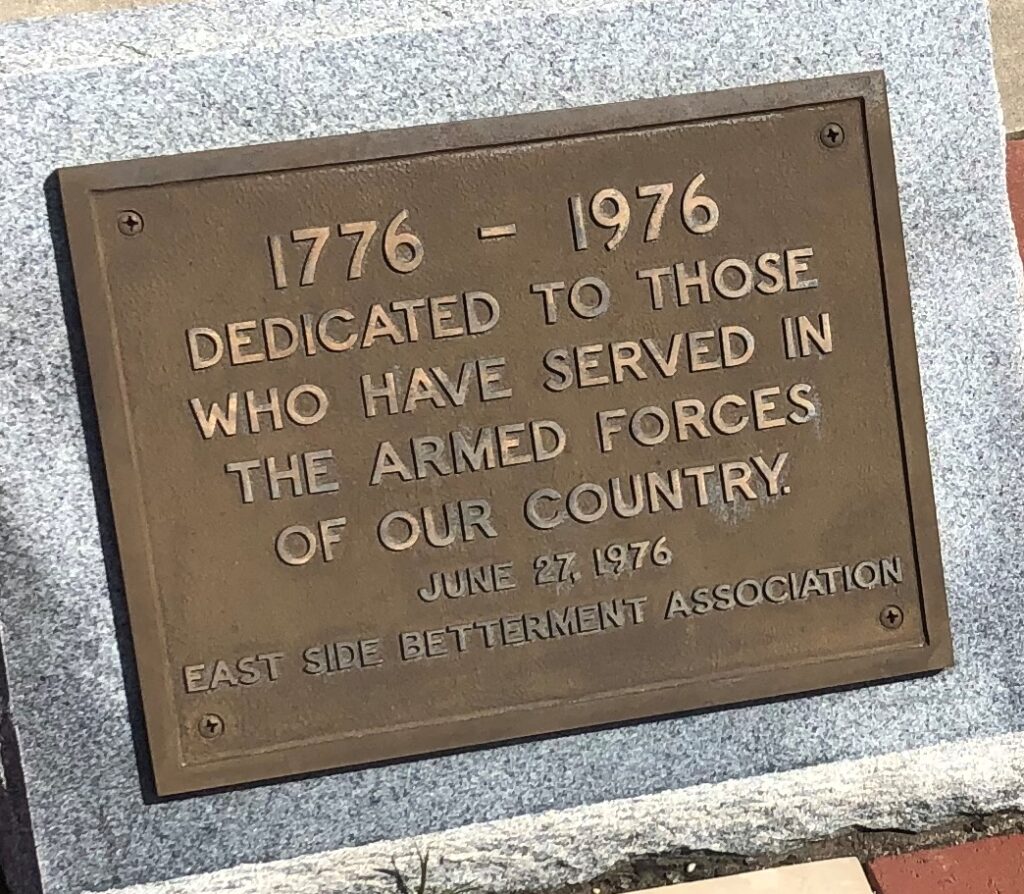 1776 - 1976
DEDICATED TO THOSE
WHO HAVE SERVED IN
THE ARMED FORCES
OF OUR COUNTRY.
JUNE 27, 1976
EAST SIDE BETTERMENT ASSOCIATION